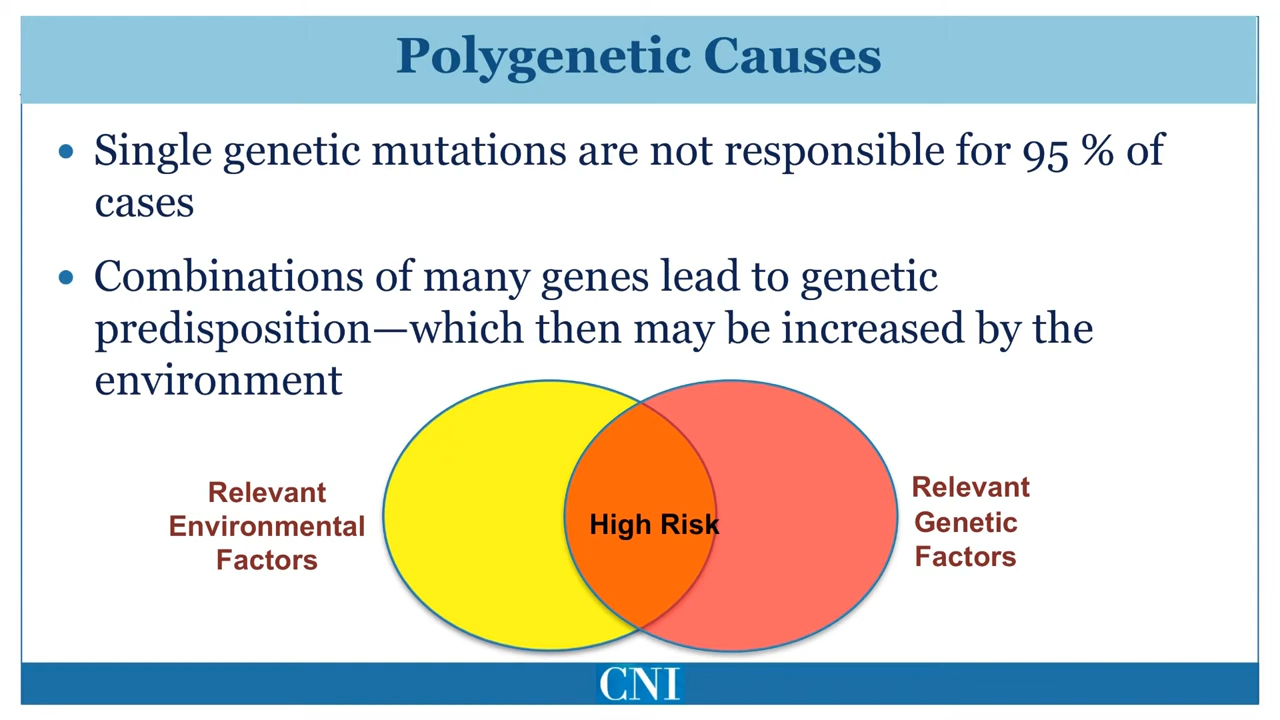 Polygenetic Causes
• Single genetic mutations are not responsible for 95 % of
cases
• Combinations of many genes lead to genetic
predisposition—which then may be increased by the
environment
Relevant
Environmental
Factors
High Risk
Relevant
Genetic
Factors
CNI